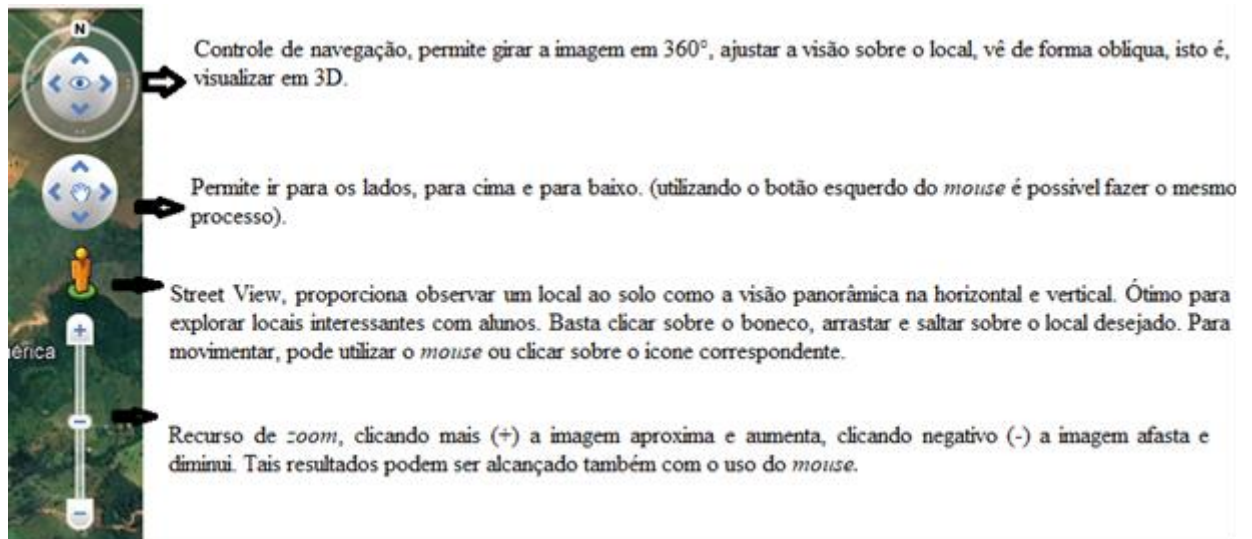 N
Controle de navegação, permite girar a imagem em 360°, ajustar a visão sobre o local, vê de forma obliqua, isto é,
visualizar em 3D.
Permite ir para os lados, para cima e para baixo. (utilizando o botão esquerdo do mouse é possível fazer o mesmo
processo).
Street View, proporciona observar um local ao solo como a visão panorâmica na horizontal e vertical. Ótimo para
explorar locais interessantes com alunos. Basta clicar sobre o boneco, arrastar e saltar sobre o local desejado. Para
movimentar, pode utilizar o mouse ou clicar sobre o ícone correspondente.
+
érica
Recurso de zoom, clicando mais (+) a imagem aproxima e aumenta, clicando negativo (-) a imagem afasta e
diminui. Tais resultados podem ser alcançado também com o uso do mouse.